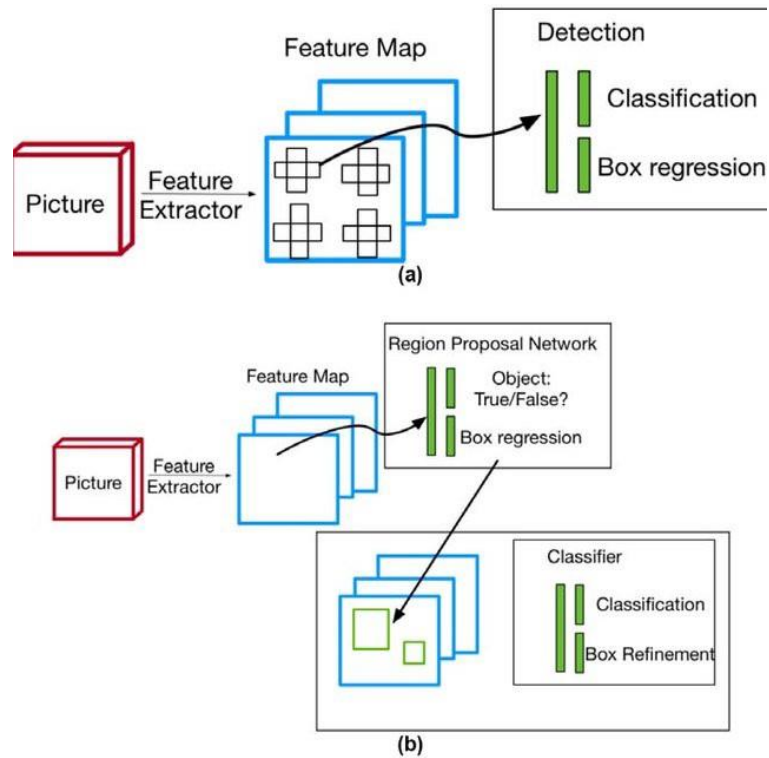 Feature Map
Detection
Classification
Box regression
Picture
Feature
Extractor
(a)
Region Proposal Network
Object:
True/False?
Box regression
Feature Map
Picture
Feature
Extractor
Classifier
Classification
Box Refinement
(b)